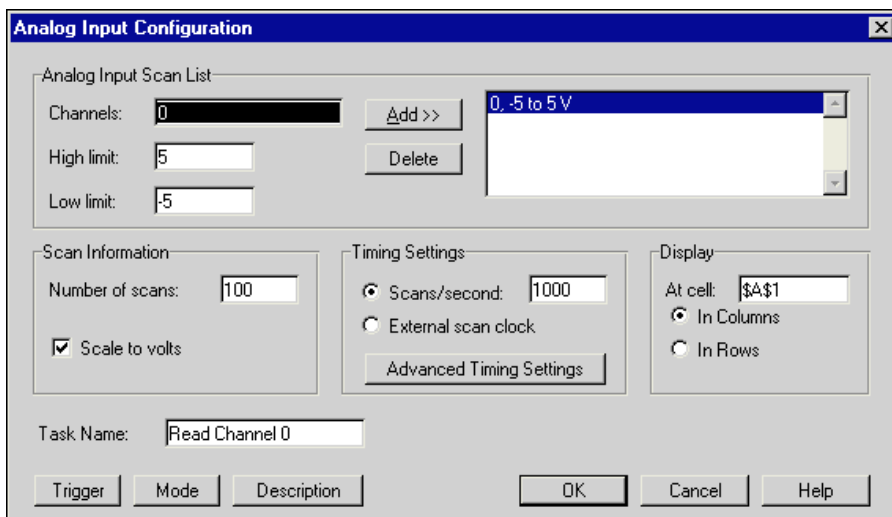 Analog Input Configuration
Analog Input Scan List
Channels: 0 Add >> 0, -5 to 5 V
High limit: 5 Delete
Low limit: -5
Scan Information
Number of scans: 100
Scale to volts
Timing Settings
Scans/second: 1000
External scan clock
Advanced Timing Settings
Display
At cell: $A$1
In Columns
In Rows
Task Name: Read Channel 0
Trigger Mode Description OK Cancel Help